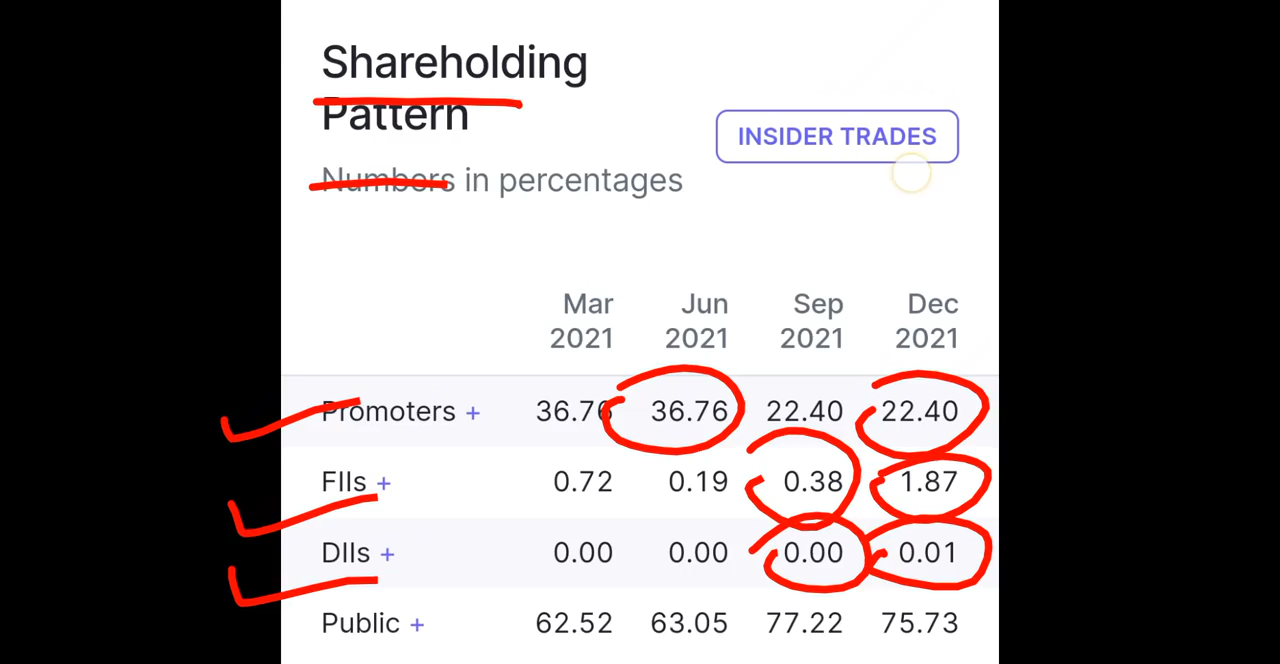 Shareholding
Pattern
INSIDER TRADES
Numbers in percentages
Mar Jun Sep Dec
2021 2021 2021 2021
Promoters + 36.76 36.76 22.40 22.40
FIIs + 0.72 0.19 0.38 1.87
DIIs + 0.00 0.00 0.00 0.01
Public + 62.52 63.05 77.22 75.73